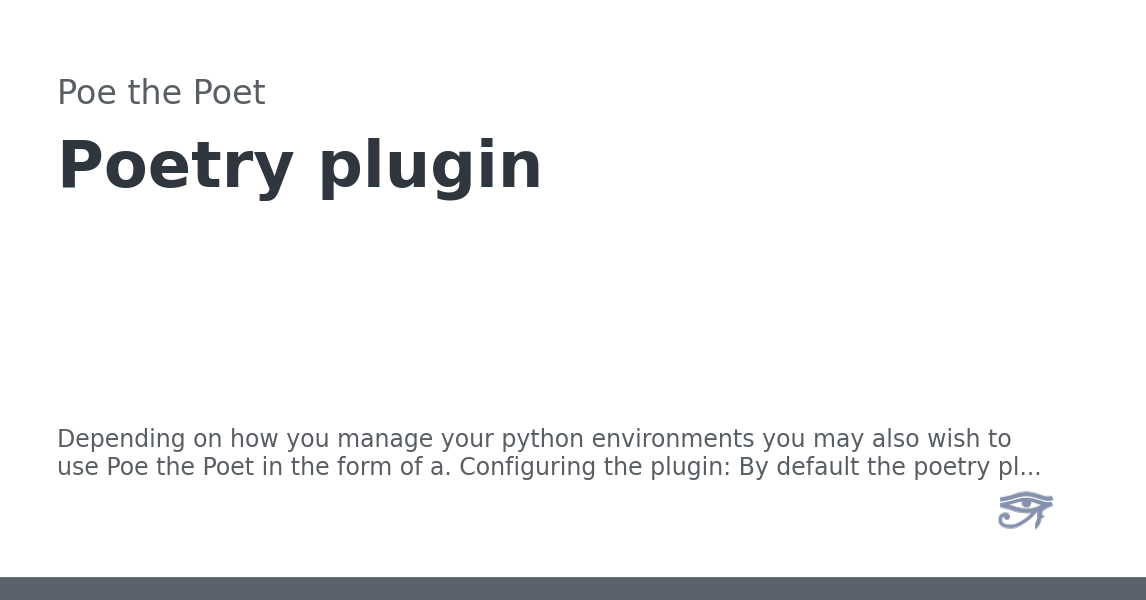 Poe the Poet
Poetry plugin
Depending on how you manage your python environments you may also wish to
use Poe the Poet in the form of a. Configuring the plugin: By default the poetry pl...